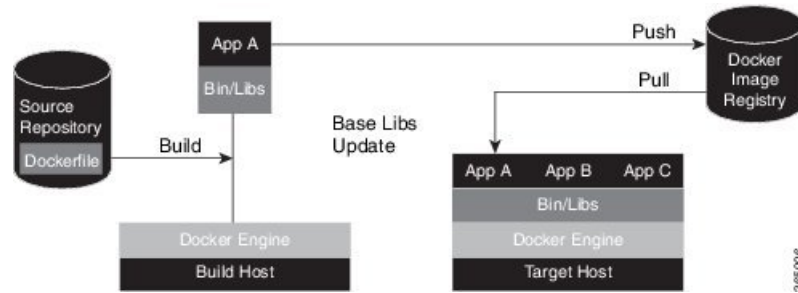 App A
Bin/Libs
Push
Docker
Image
Registry
Pull
Source
Repository
Dockerfile
Build
Base Libs
Update
App A App B App C
Bin/Libs
Docker Engine
Target Host
Docker Engine
Build Host